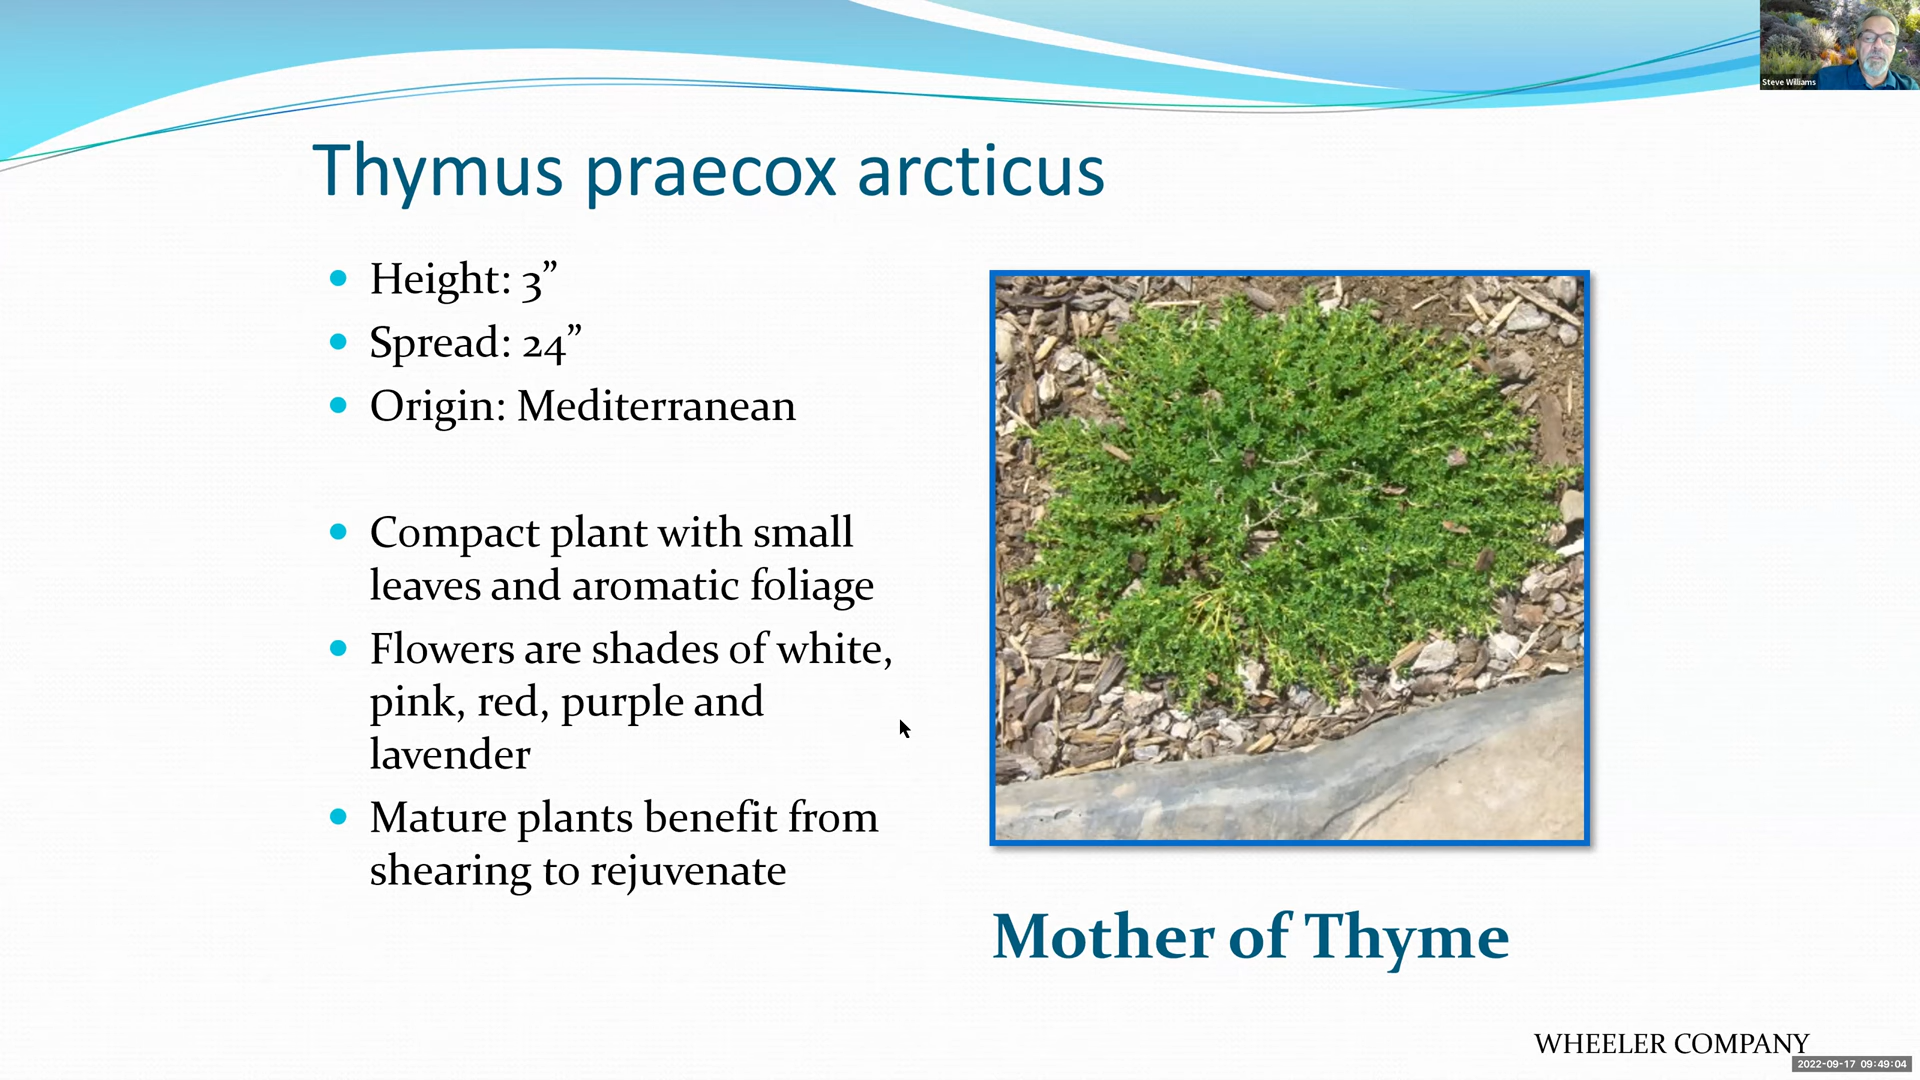 Steve Williams
Thymus praecox arcticus
Height: 3”
Spread: 24”
Origin: Mediterranean
Compact plant with small
leaves and aromatic foliage
Flowers are shades of white,
pink, red, purple and
lavender
Mature plants benefit from
shearing to rejuvenate
Mother of Thyme
WHEELER COMPANY
2022-09-17 09:49:04